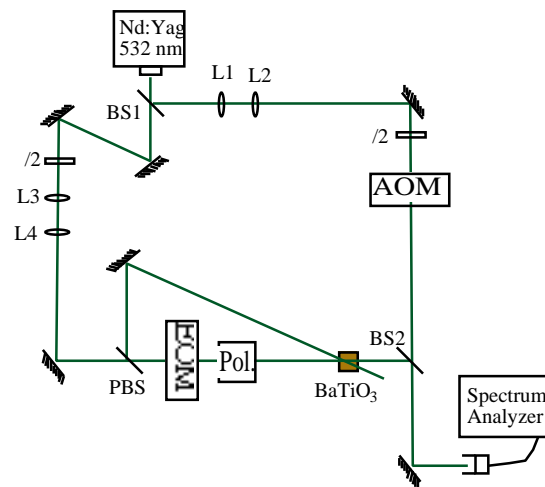 Nd:Yag
532 nm
L1 L2
BS1
/2
/2
L3
AOM
L4
BS2
EOM
Pol.
PBS
BaTiO3
Spectrum
Analyzer